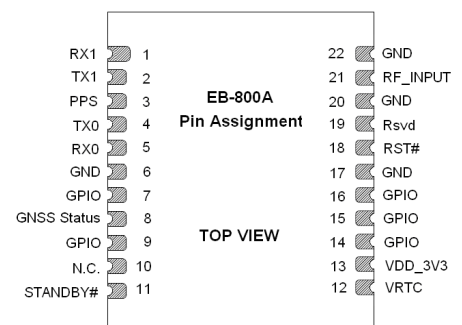 RX1 1 22 GND
TX1 2 21 RF_INPUT
PPS 3 EB-800A 20 GND
TX0 4 Pin Assignment 19 Rsvd
RX0 5 18 RST#
GND 6 17 GND
GPIO 7 16 GPIO
GNSS Status 8 15 GPIO
GPIO 9 TOP VIEW 14 GPIO
N.C. 10 13 VDD_3V3
STANDBY# 11 12 VRTC